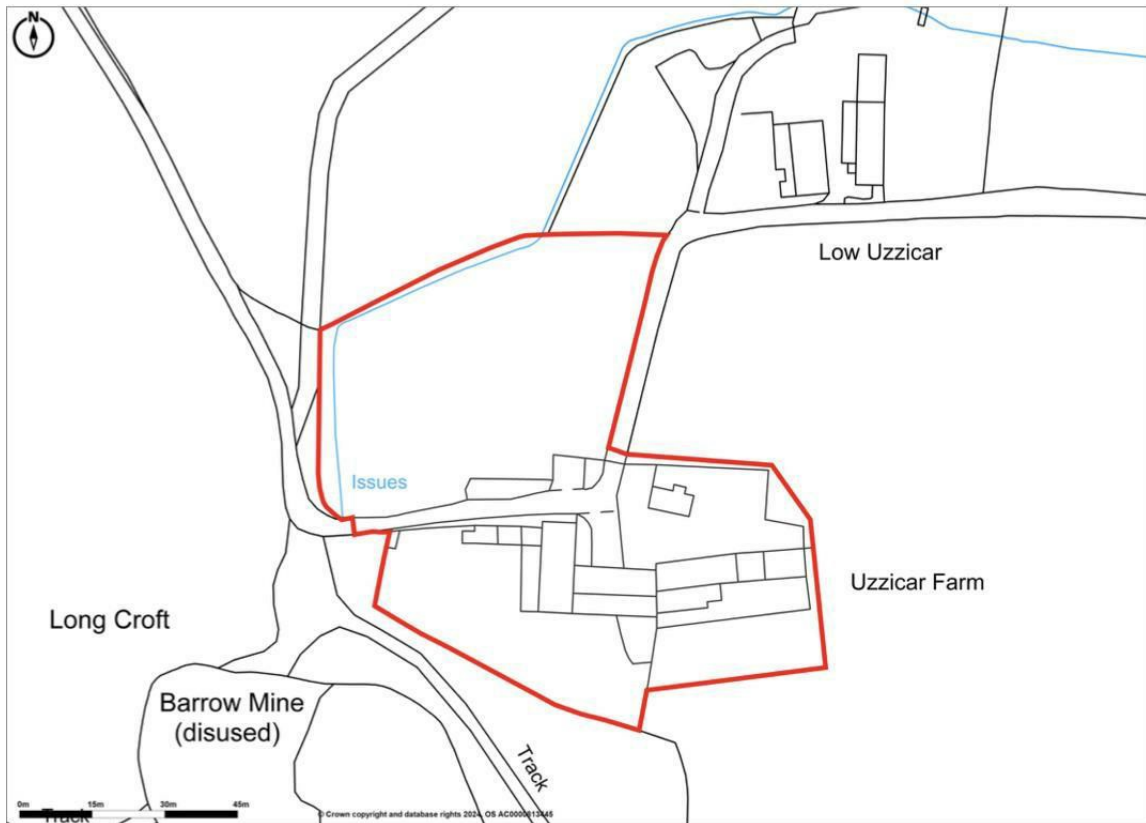 N
Low Uzzicar
Issues
Uzzicar Farm
Long Croft
Barrow Mine
(disused)
Track
Track
0m 15m 30m 45m
© Crown copyright and database rights 2024, OS AC0000813445